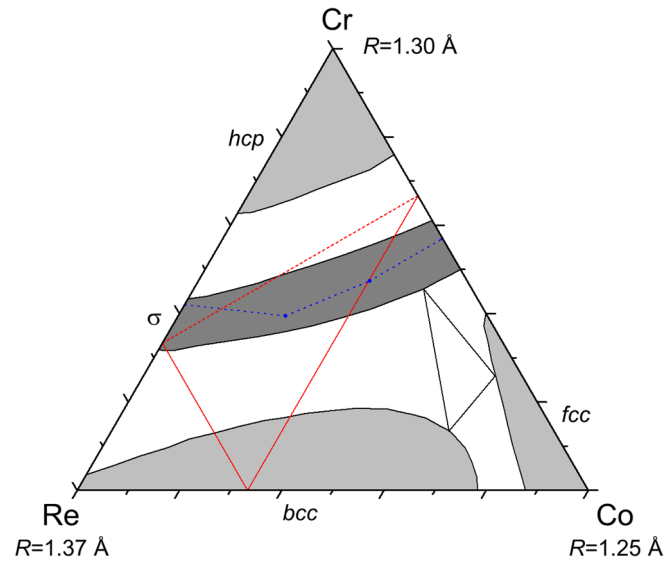 Cr
R=1.30 Å
hcp
σ
fcc
Re
bcc
Co
R=1.37 Å
R=1.25 Å